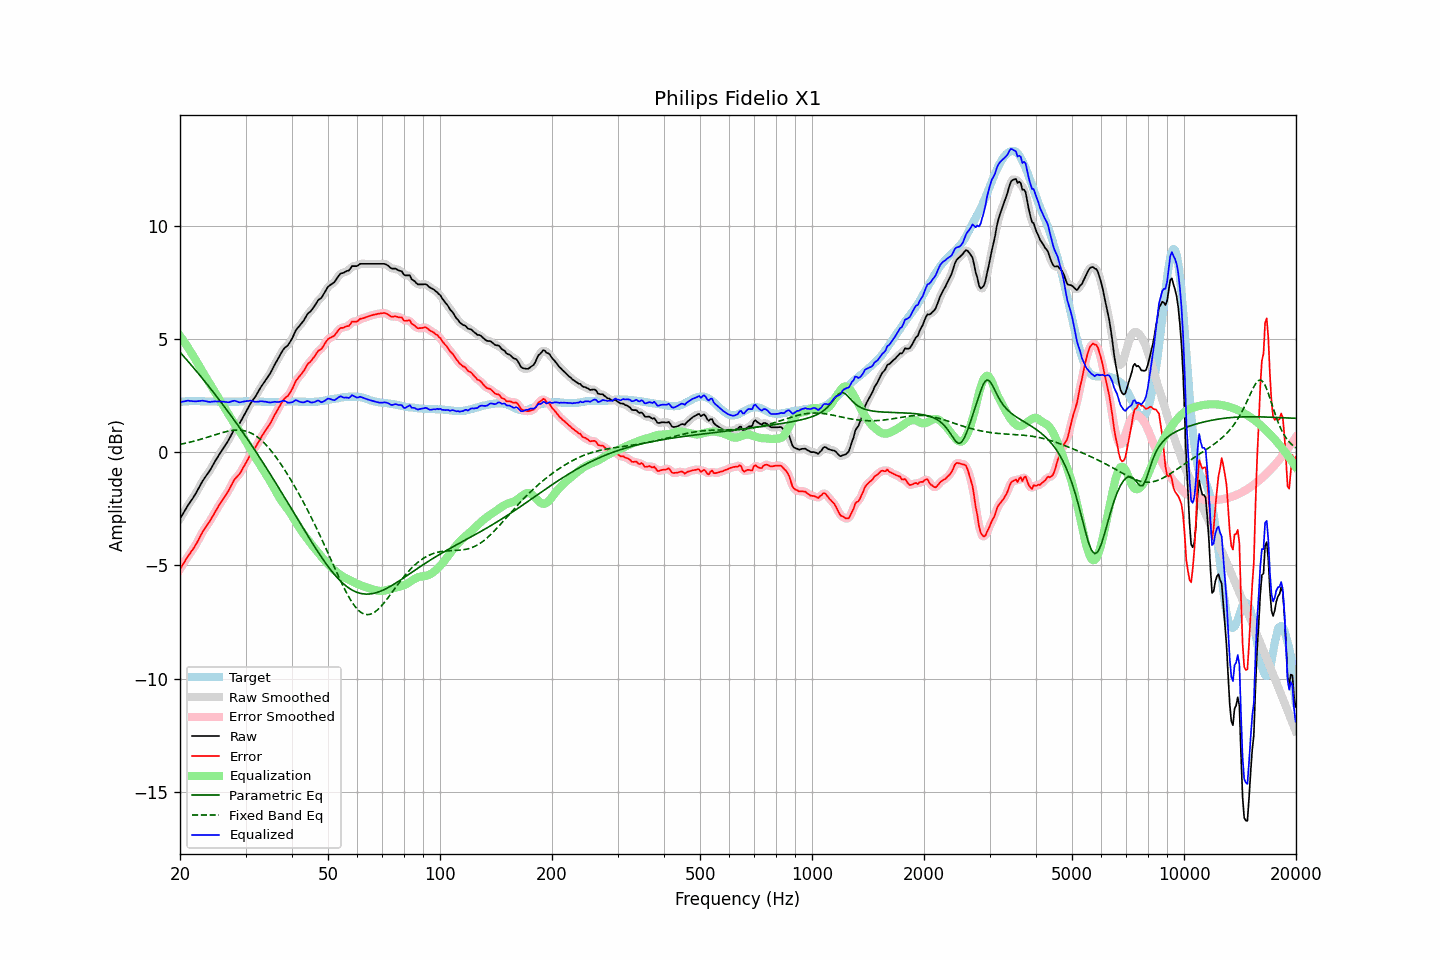 Philips Fidelio X1
Amplitude (dBr)
10
5
0
−5
−10
−15
Target
Raw Smoothed
Error Smoothed
Raw
Error
Equalization
Parametric Eq
Fixed Band Eq
Equalized
20 50 100 200 500 1000 2000 5000 10000 20000
Frequency (Hz)